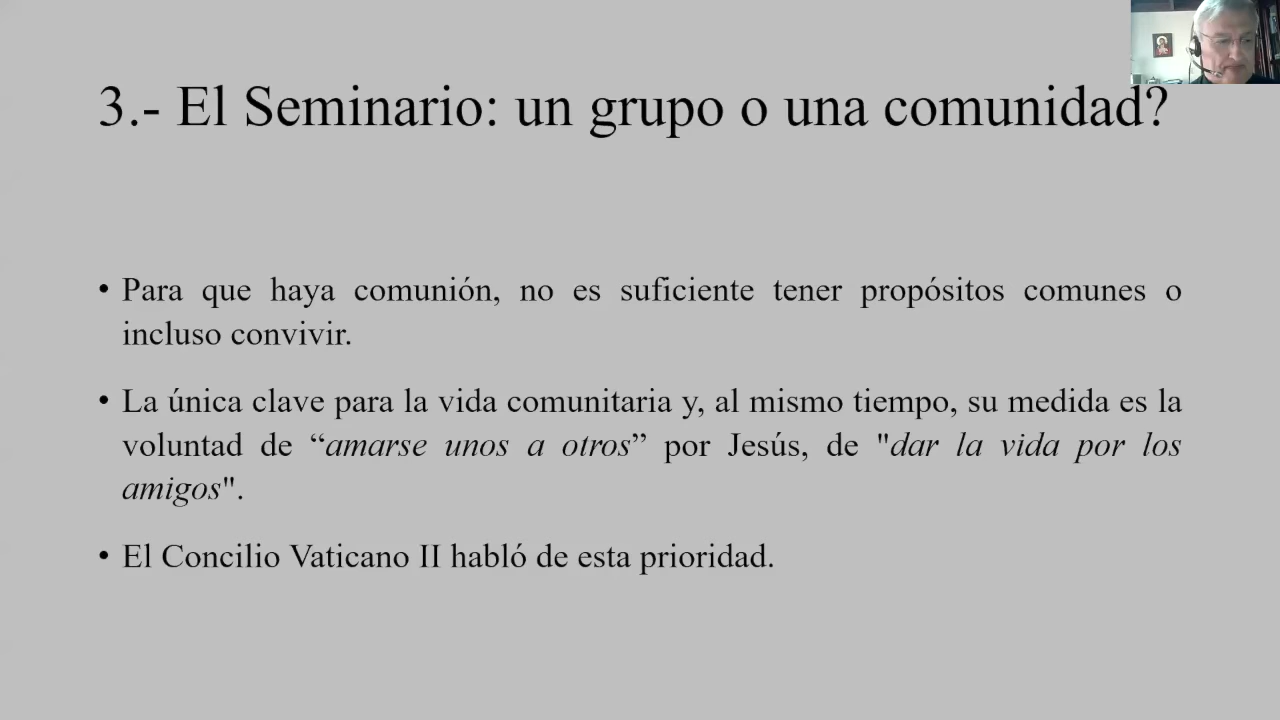 3.- El Seminario: un grupo o una comunidad?
• Para que haya comunión, no es suficiente tener propósitos comunes o
incluso convivir.
• La única clave para la vida comunitaria y, al mismo tiempo, su medida es la
voluntad de “amarse unos a otros” por Jesús, de "dar la vida por los
amigos".
• El Concilio Vaticano II habló de esta prioridad.